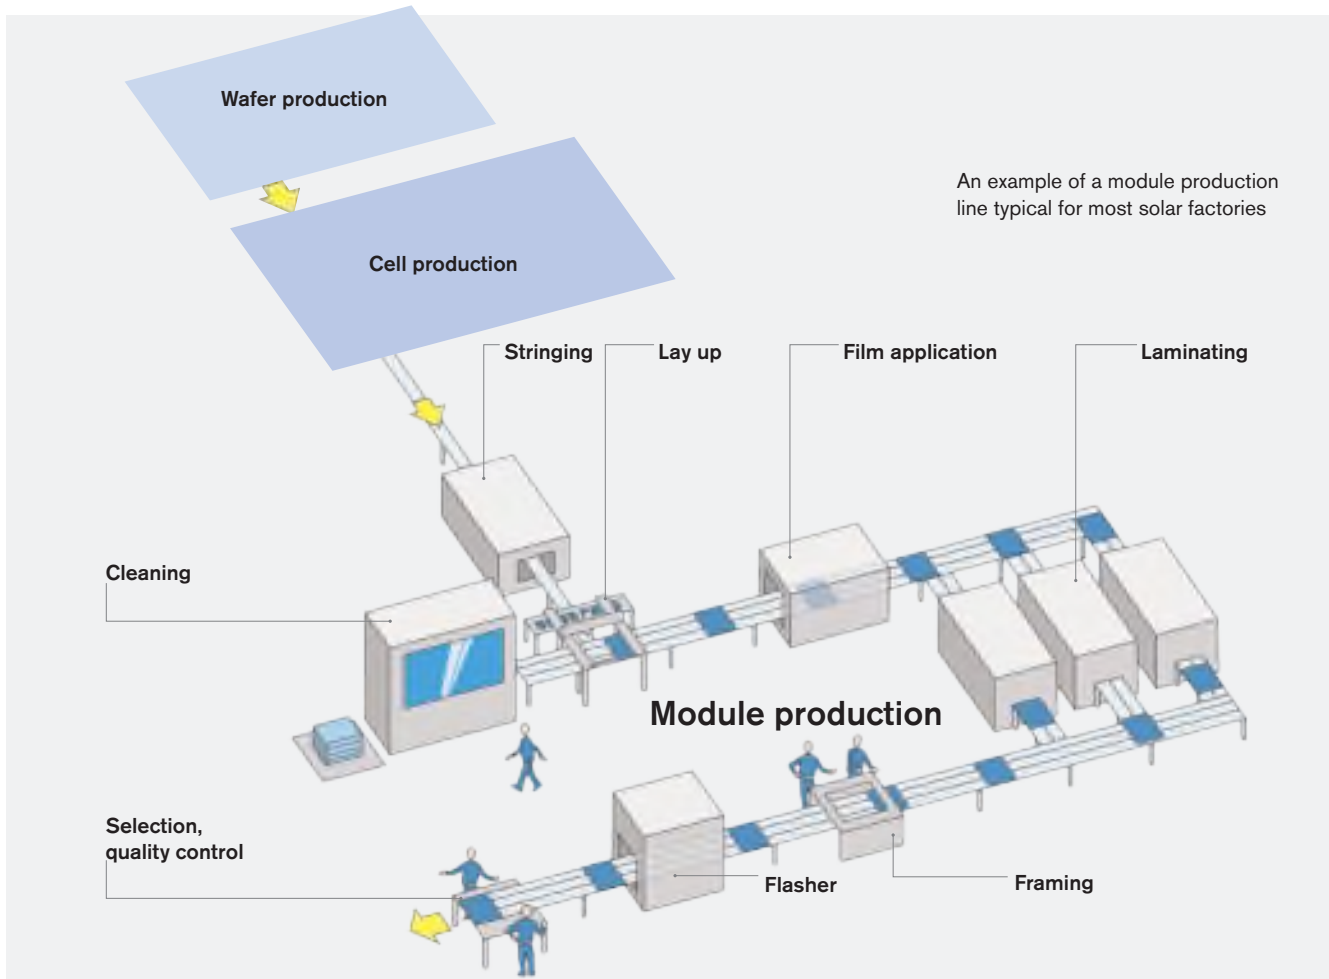 Wafer production
An example of a module production
line typical for most solar factories
Cell production
Stringing
Lay up
Film application
Laminating
Cleaning
Module production
Selection,
quality control
Flasher
Framing